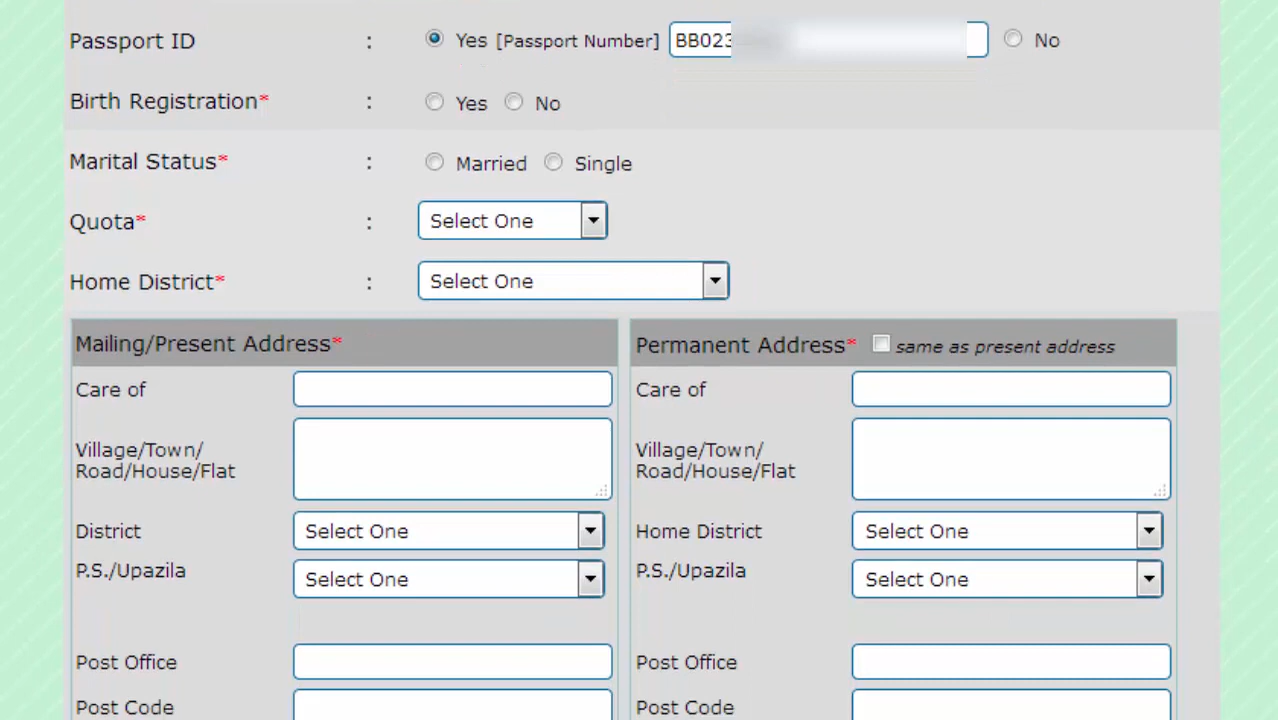 Passport ID : Yes [Passport Number] BB023 No
Birth Registration* : Yes No
Marital Status* : Married Single
Quota* : Select One
Home District* : Select One
Mailing/Present Address*
Care of
Village/Town/
Road/House/Flat
District Select One
P.S./Upazila Select One
Post Office
Post Code
Permanent Address* same as present address
Care of
Village/Town/
Road/House/Flat
Home District Select One
P.S./Upazila Select One
Post Office
Post Code